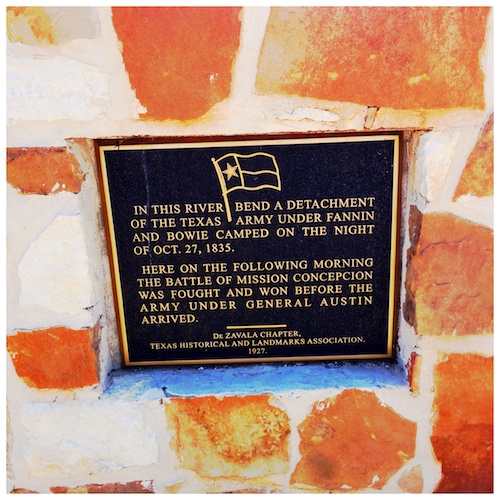 IN THIS RIVER BEND A DETACHMENT
OF THE TEXAS ARMY UNDER FANNIN
AND BOWIE CAMPED ON THE NIGHT
OF OCT. 27, 1835.
HERE ON THE FOLLOWING MORNING
THE BATTLE OF MISSION CONCEPCION
WAS FOUGHT AND WON BEFORE THE
ARMY UNDER GENERAL AUSTIN
ARRIVED.
DE ZAVALA CHAPTER,
TEXAS HISTORICAL AND LANDMARKS ASSOCIATION.
1927.